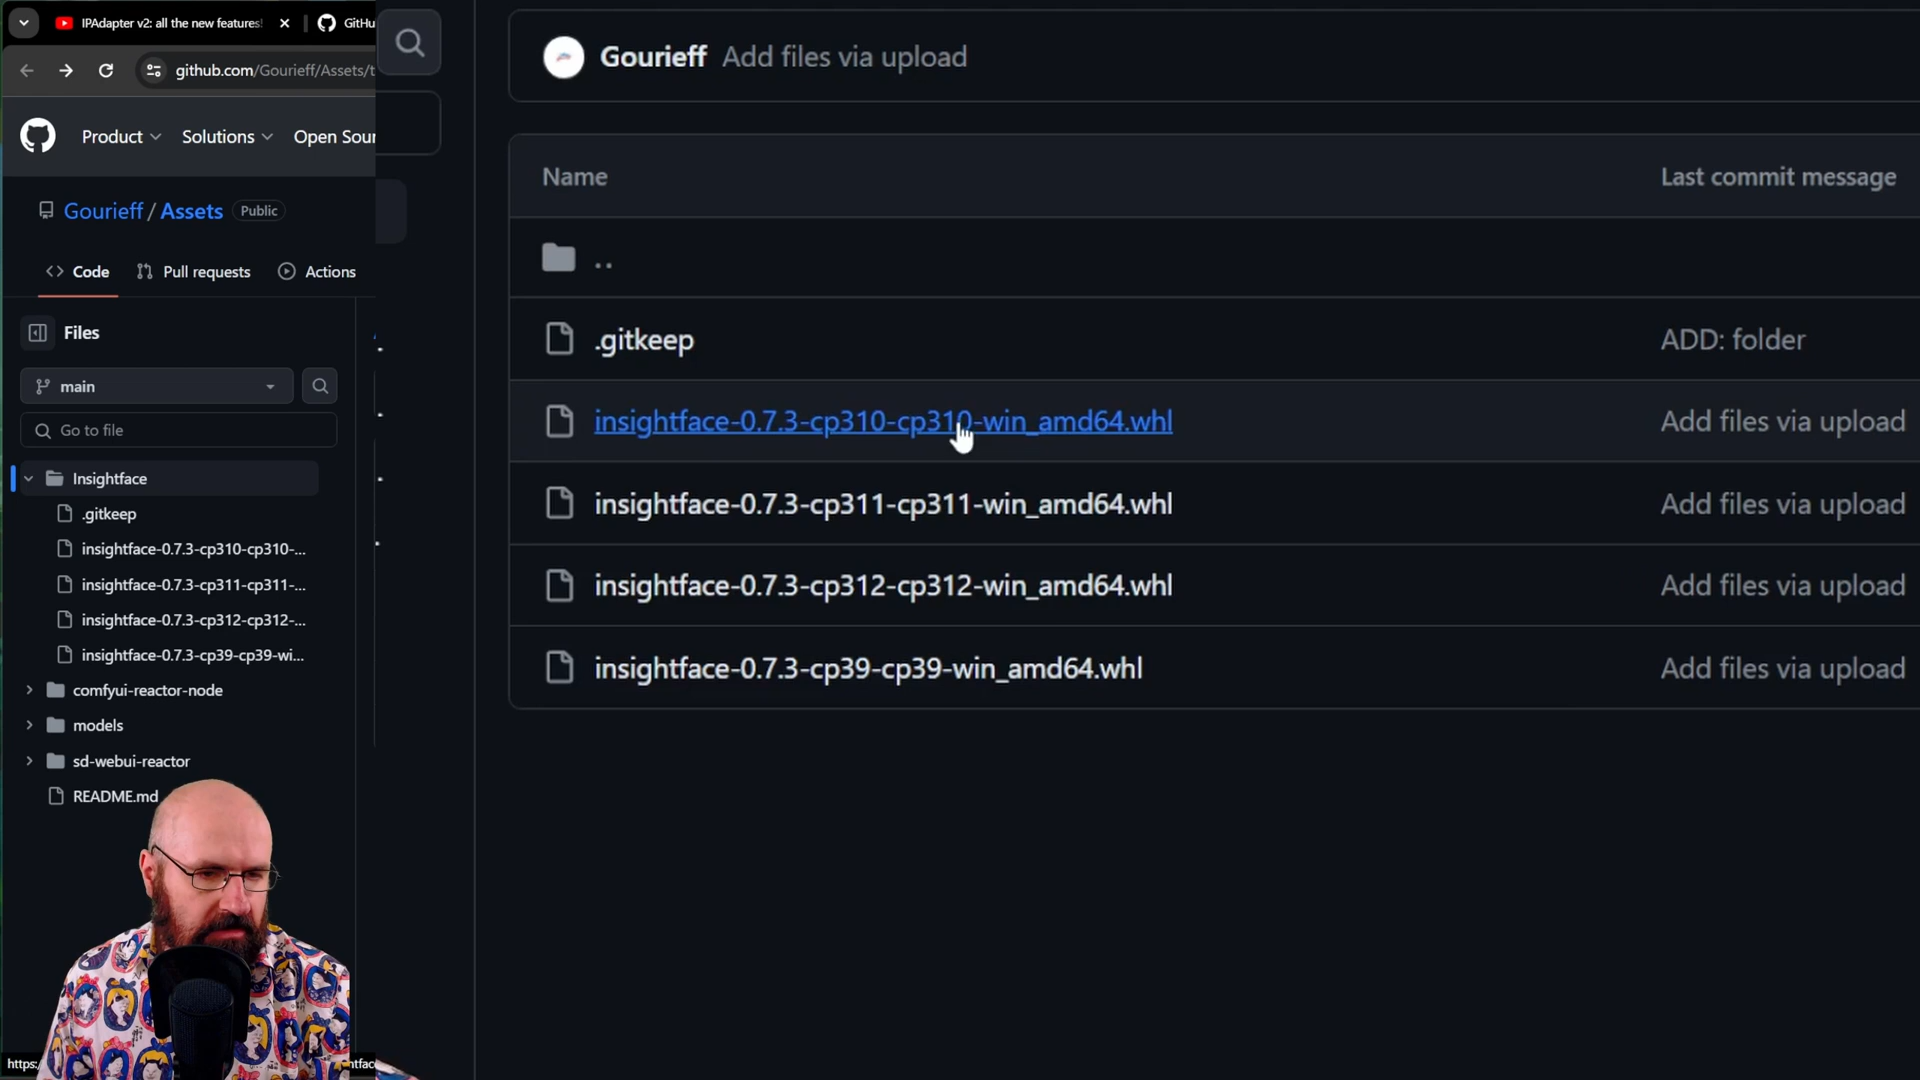 IPAdapter v2: all the new features!
GitHu
github.com/Gourieff/Assets/t
Product
Solutions
Open Sour
Gourieff / Assets
Public
Code
Pull requests
Actions
Files
main
Go to file
Insightface
.gitkeep
insightface-0.7.3-cp310-cp310-...
insightface-0.7.3-cp311-cp311-...
insightface-0.7.3-cp312-cp312-...
insightface-0.7.3-cp39-cp39-wi...
comfyui-reactor-node
models
sd-webui-reactor
README.md
https:/
ntface
Gourieff Add files via upload
Name
Last commit message
..
.gitkeep
ADD: folder
insightface-0.7.3-cp310-cp310-win_amd64.whl
Add files via upload
insightface-0.7.3-cp311-cp311-win_amd64.whl
Add files via upload
insightface-0.7.3-cp312-cp312-win_amd64.whl
Add files via upload
insightface-0.7.3-cp39-cp39-win_amd64.whl
Add files via upload